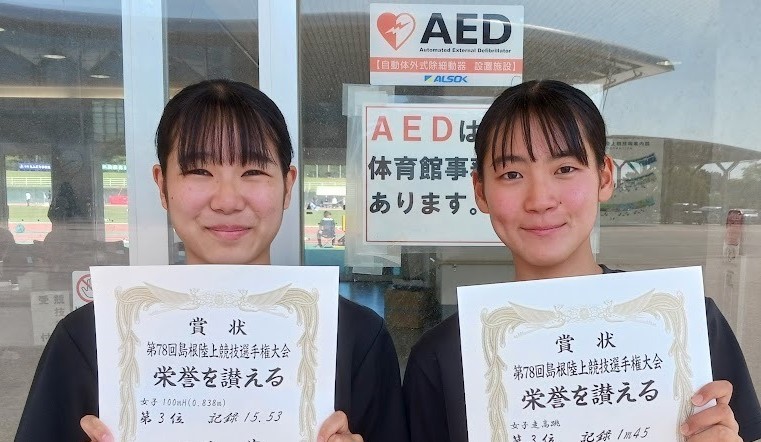 AED
Automated External Defibrillator
【自動体外式除細動器 設置施設】
ALSOK
AEDは
体育館事
あります。
賞状
第78回島根陸上競技選手権大会
栄誉を讃える
女子100mH(0.838m)
第3位 記録 15.53
賞状
第78回島根陸上競技選手権大会
栄誉を讃える
女子走高跳
第3位 記録 1m45